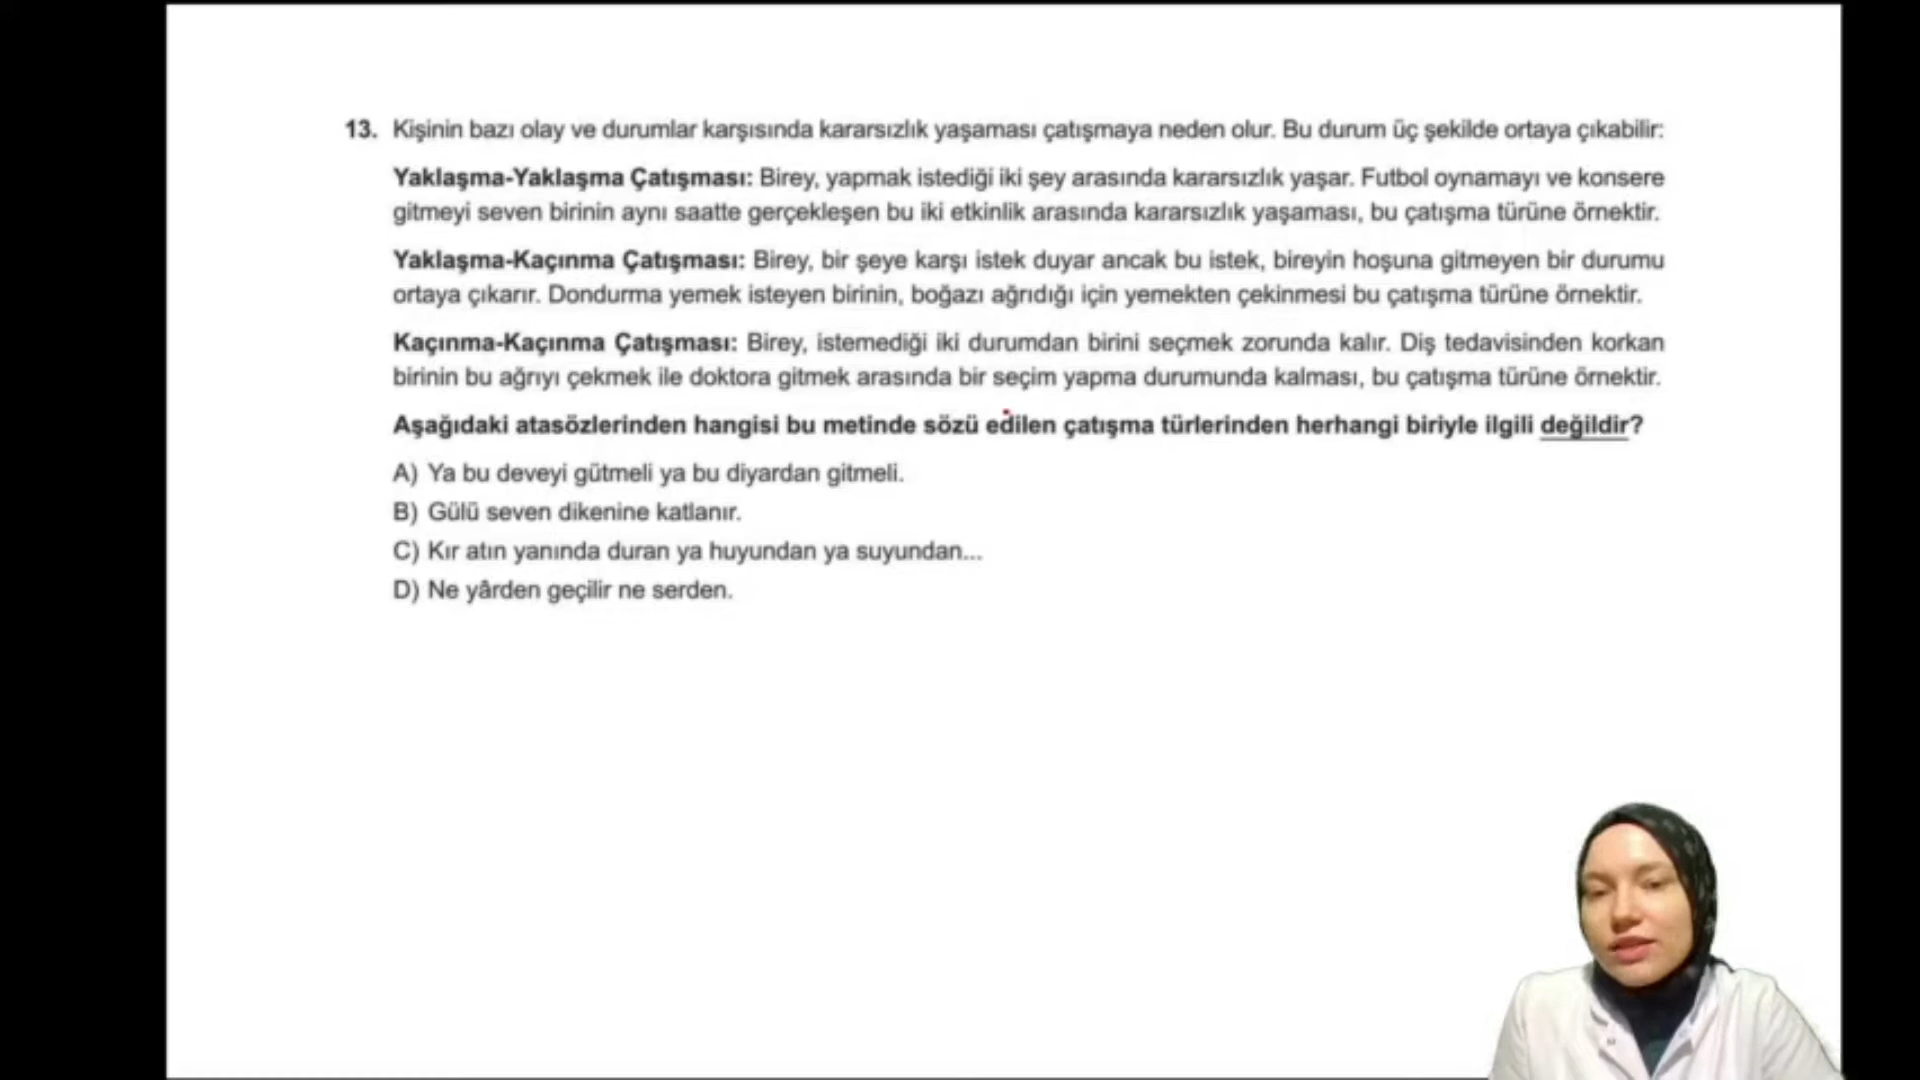 13. Kişinin bazı olay ve durumlar karşısında kararsızlık yaşaması çatışmaya neden olur. Bu durum üç şekilde ortaya çıkabilir:
Yaklaşma-Yaklaşma Çatışması: Birey, yapmak istediği iki şey arasında kararsızlık yaşar. Futbol oynamayı ve konsere
gitmeyi seven birinin aynı saatte gerçekleşen bu iki etkinlik arasında kararsızlık yaşaması, bu çatışma türüne örnektir.
Yaklaşma-Kaçınma Çatışması: Birey, bir şeye karşı istek duyar ancak bu istek, bireyin hoşuna gitmeyen bir durumu
ortaya çıkarır. Dondurma yemek isteyen birinin, boğazı ağrıdığı için yemekten çekinmesi bu çatışma türüne örnektir.
Kaçınma-Kaçınma Çatışması: Birey, istemediği iki durumdan birini seçmek zorunda kalır. Diş tedavisinden korkan
birinin bu ağrıyı çekmek ile doktora gitmek arasında bir seçim yapma durumunda kalması, bu çatışma türüne örnektir.
Aşağıdaki atasözlerinden hangisi bu metinde sözü edilen çatışma türlerinden herhangi biriyle ilgili değildir?
A) Ya bu deveyi gütmeli ya bu diyardan gitmeli.
B) Gülü seven dikenine katlanır.
C) Kır atın yanında duran ya huyundan ya suyundan...
D) Ne yârden geçilir ne serden.